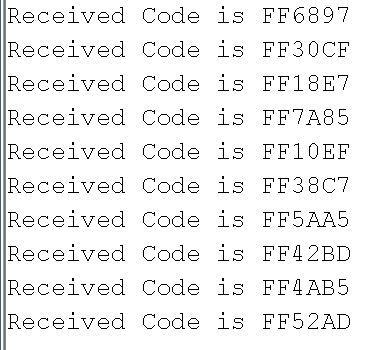 Received Code is FF6897
Received Code is FF30CF
Received Code is FF18E7
Received Code is FF7A85
Received Code is FF10EF
Received Code is FF38C7
Received Code is FF5AA5
Received Code is FF42BD
Received Code is FF4AB5
Received Code is FF52AD